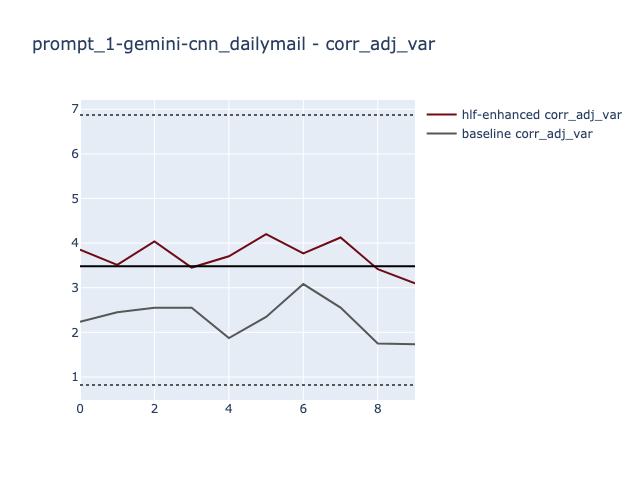 prompt_1-gemini-cnn_dailymail - corr_adj_var
hlf-enhanced corr_adj_var
baseline corr_adj_var
7
6
5
4
3
2
1
0 2 4 6 8